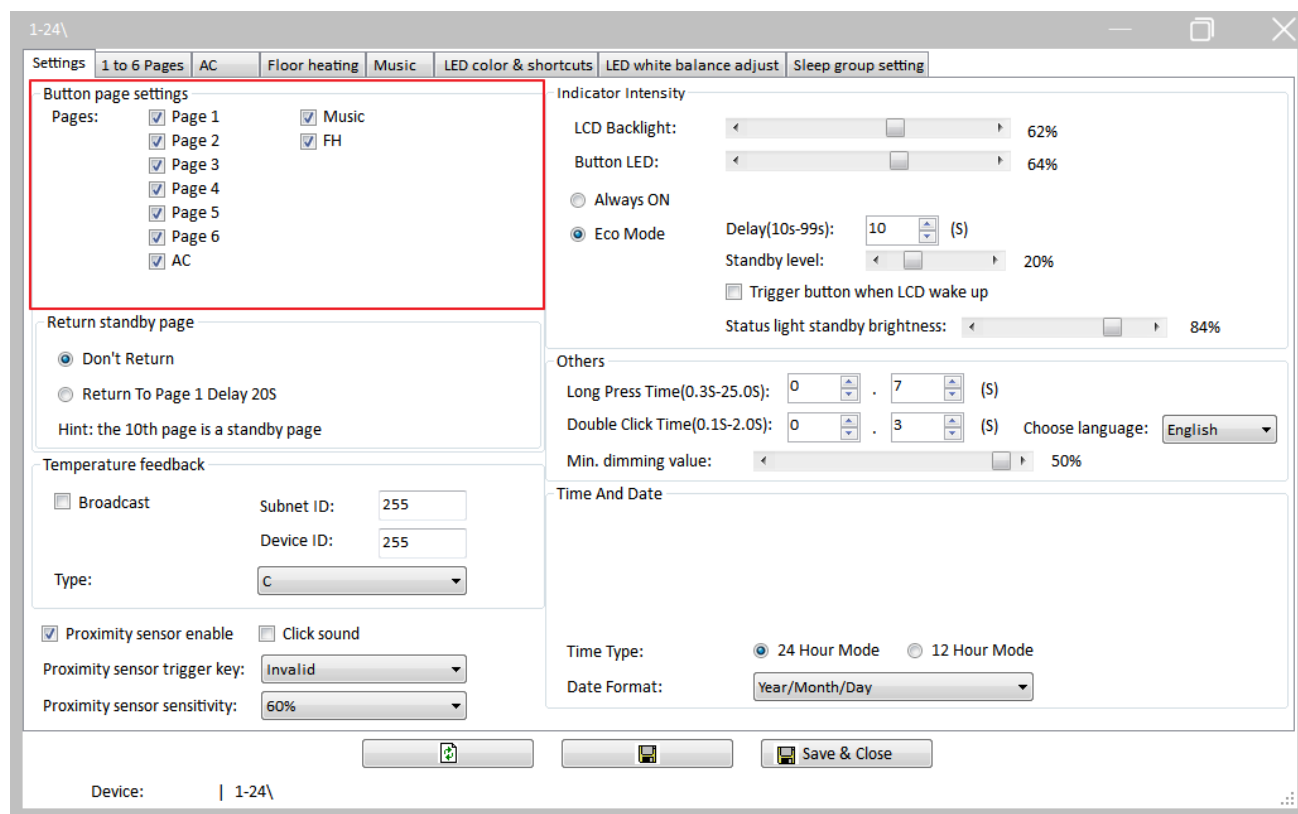 1-24\
Settings 1 to 6 Pages AC Floor heating Music LED color & shortcuts LED white balance adjust Sleep group setting
Button page settings
Pages: Page 1 Music
Page 2 FH
Page 3
Page 4
Page 5
Page 6
AC
Return standby page
Don't Return
Return To Page 1 Delay 20S
Hint: the 10th page is a standby page
Temperature feedback
Broadcast Subnet ID: 255
Device ID: 255
Type: C
Proximity sensor enable Click sound
Proximity sensor trigger key: Invalid
Proximity sensor sensitivity: 60%
Indicator Intensity
LCD Backlight: 62%
Button LED: 64%
Always ON
Eco Mode Delay(10s-99s): 10 (S)
Standby level: 20%
Trigger button when LCD wake up
Status light standby brightness: 84%
Others
Long Press Time(0.3S-25.0S): 0 . 7 (S)
Double Click Time(0.1S-2.0S): 0 . 3 (S) Choose language: English
Min. dimming value: 50%
Time And Date
Time Type: 24 Hour Mode 12 Hour Mode
Date Format: Year/Month/Day
Save & Close
Device: | 1-24\